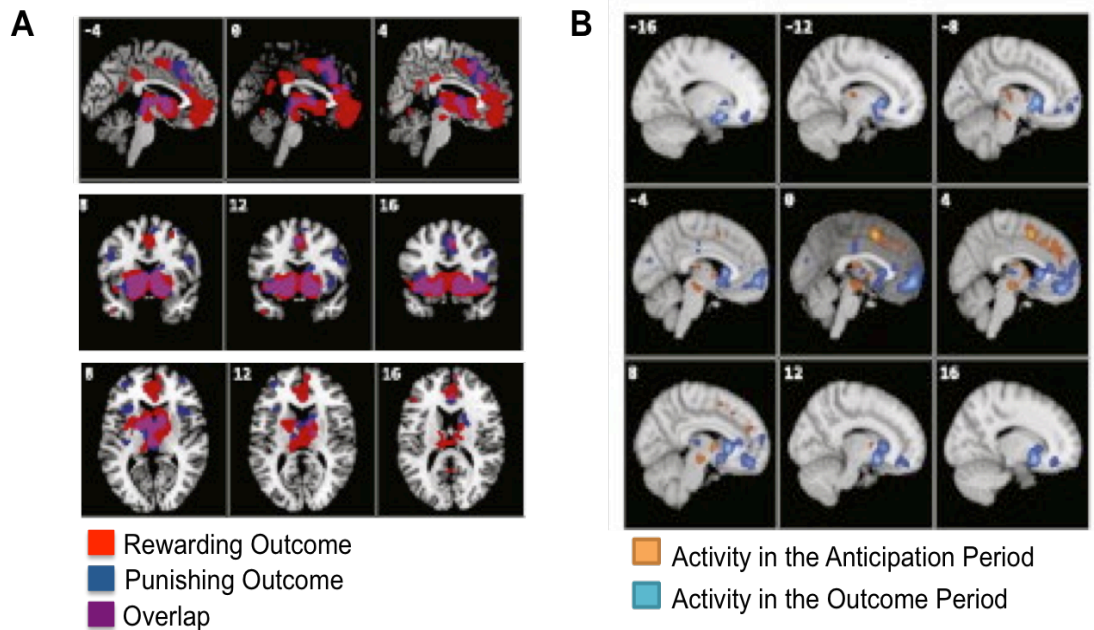 A
B
-4
0
4
8
12
16
8
12
16
Rewarding Outcome
Punishing Outcome
Overlap
-16
-12
-8
-4
0
4
8
12
16
Activity in the Anticipation Period
Activity in the Outcome Period